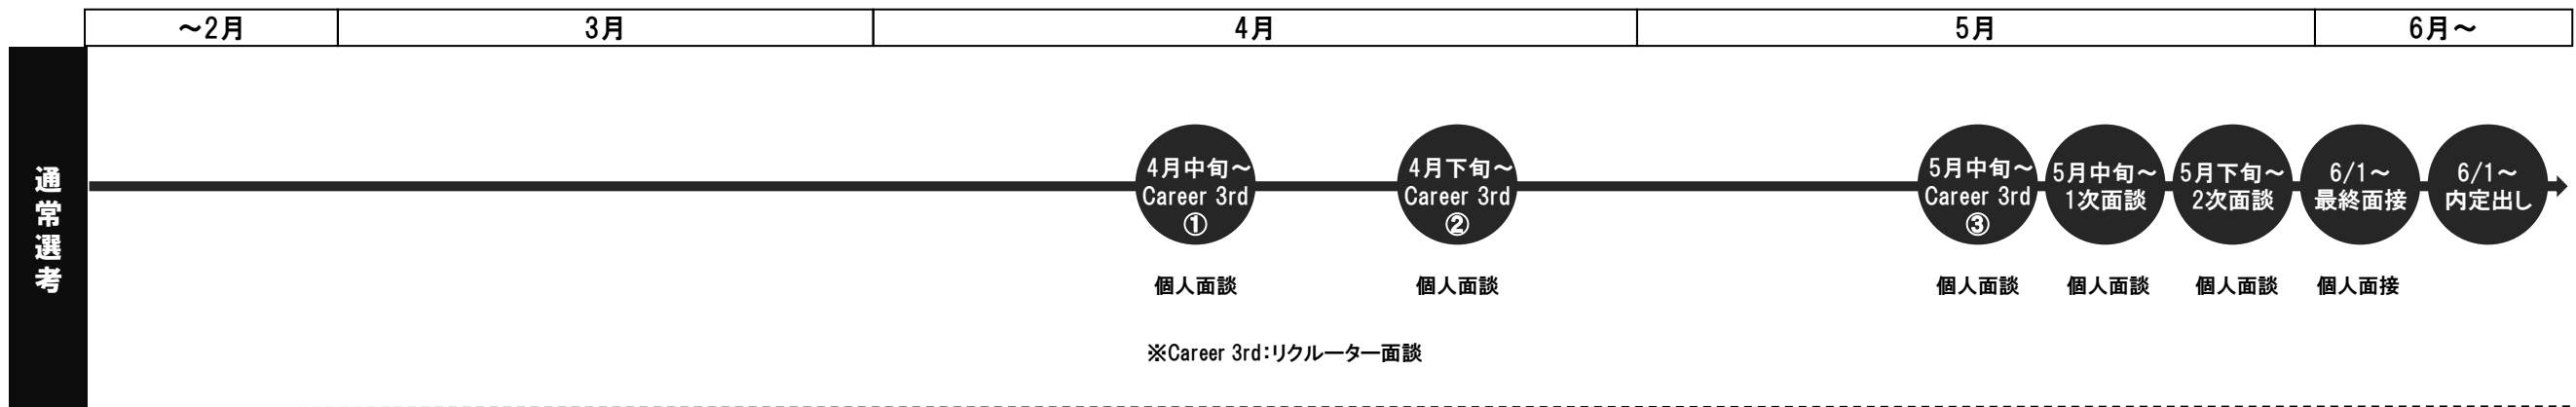 ～2月
3月
4月
5月
6月～
通常選考
4月中旬～
Career 3rd
①
4月下旬～
Career 3rd
②
5月中旬～
Career 3rd
③
5月中旬～
1次面談
5月下旬～
2次面談
6/1～
最終面接
6/1～
内定出し
個人面談
個人面談
個人面談
個人面談
個人面談
個人面接
※Career 3rd：リクルーター面談